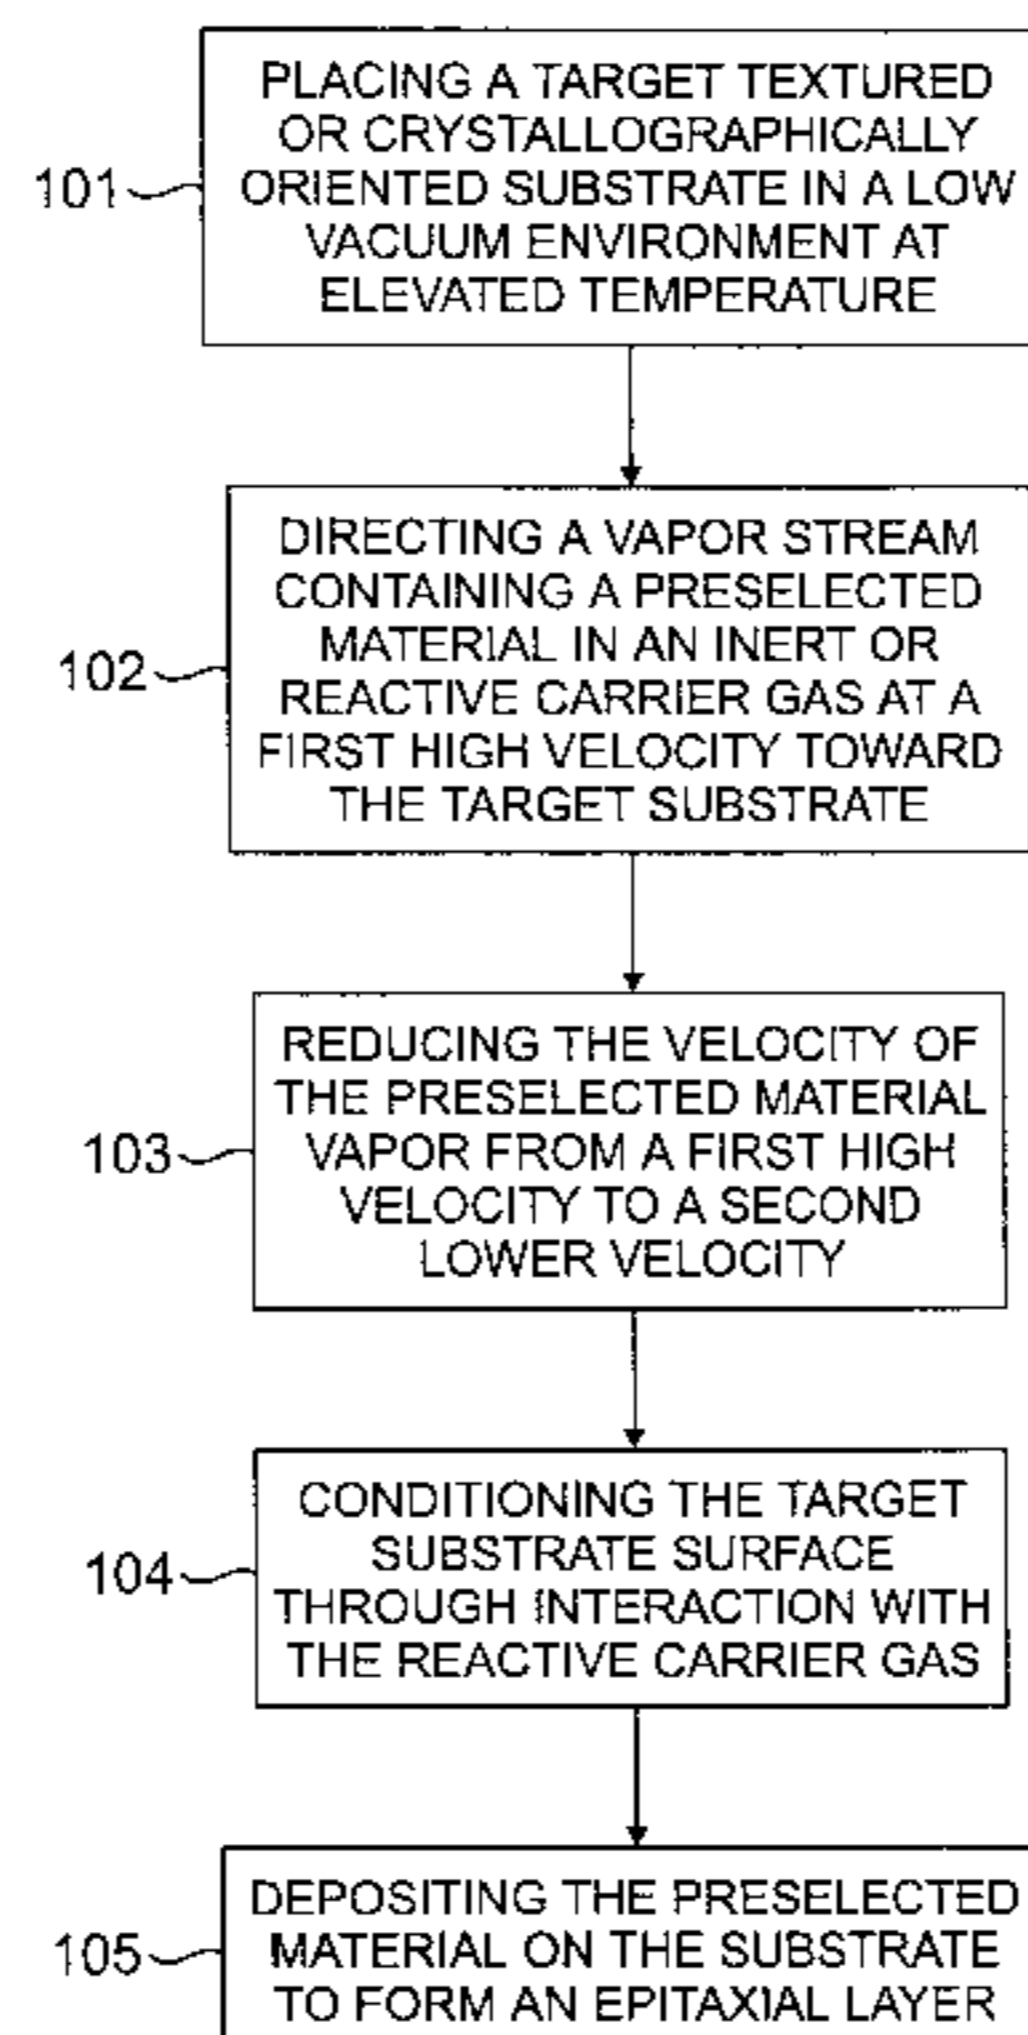 PLACING A TARGET TEXTURED
OR CRYSTALLOGRAPHICALLY
101
ORIENTED SUBSTRATE IN A LOW
VACUUM ENVIRONMENT AT
ELEVATED TEMPERATURE
DIRECTING A VAPOR STREAM
CONTAINING A PRESELECTED
MATERIAL IN AN INERT OR
102
REACTIVE CARRIER GAS AT A
FIRST HIGH VELOCITY TOWARD
THE TARGET SUBSTRATE
REDUCING THE VELOCITY OF
THE PRESELECTED MATERIAL
103
VAPOR FROM A FIRST HIGH
VELOCITY TO A SECOND
LOWER VELOCITY
CONDITIONING THE TARGET
SUBSTRATE SURFACE
104
THROUGH INTERACTION WITH
THE REACTIVE CARRIER GAS
DEPOSITING THE PRESELECTED
105
MATERIAL ON THE SUBSTRATE
TO FORM AN EPITAXIAL LAYER